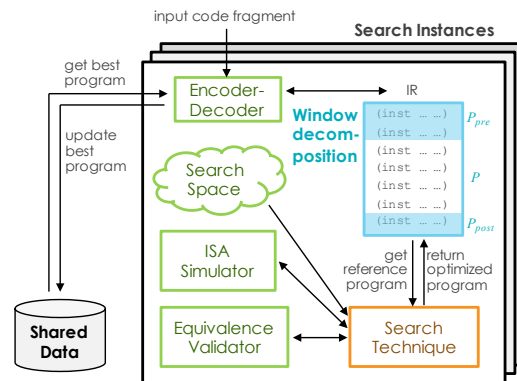 input code fragment
Search Instances
get best
program
Encoder-
Decoder
IR
update
best
program
Window
decom-
position
(inst … …)
(inst … …)
(inst … …)
(inst … …)
(inst … …)
(inst … …)
(inst … …)
P_pre
P
P_post
Search
Space
ISA
Simulator
get
reference
program
return
optimized
program
Shared
Data
Equivalence
Validator
Search
Technique